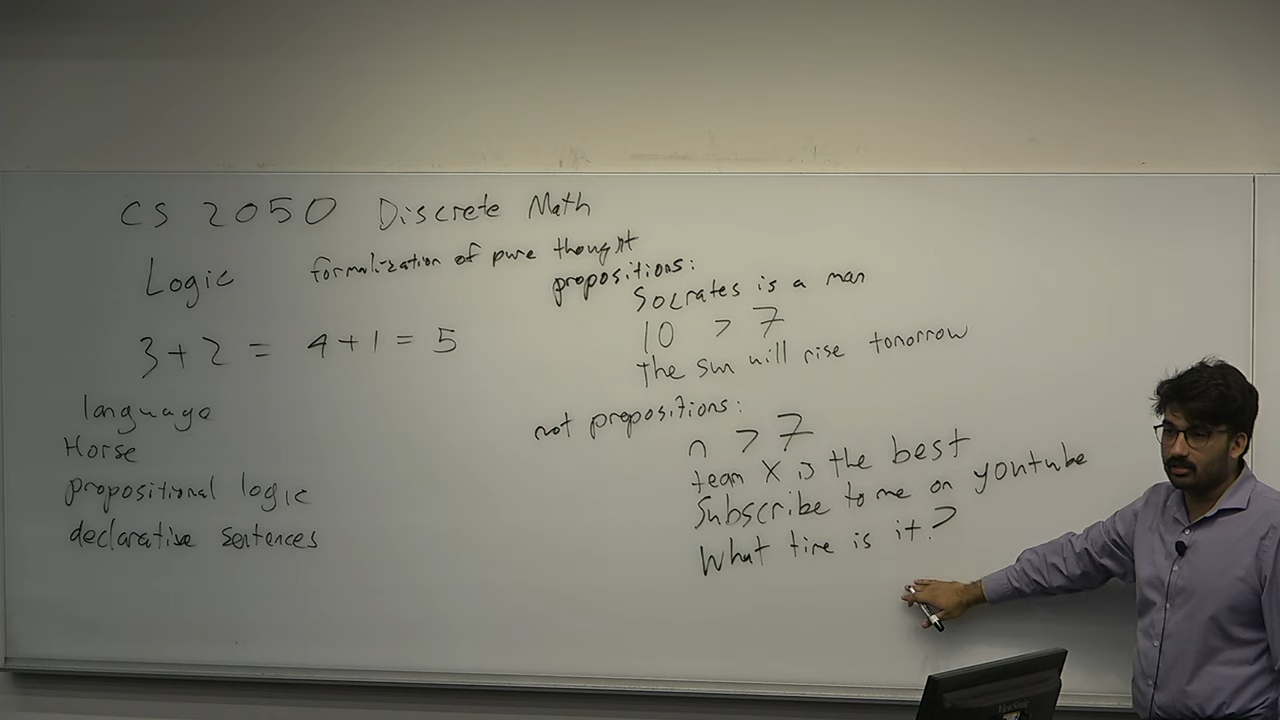 CS 2050 Discrete Math
Logic formalization of pure thought
3+2 = 4+1 = 5
language
Horse
propositional logic
declarative sentences
propositions:
Socrates is a man
10 > 7
the sun will rise tomorrow
not propositions:
n > 7
team X is the best
Subscribe to me on youtube
What time is it?
ViewSonic